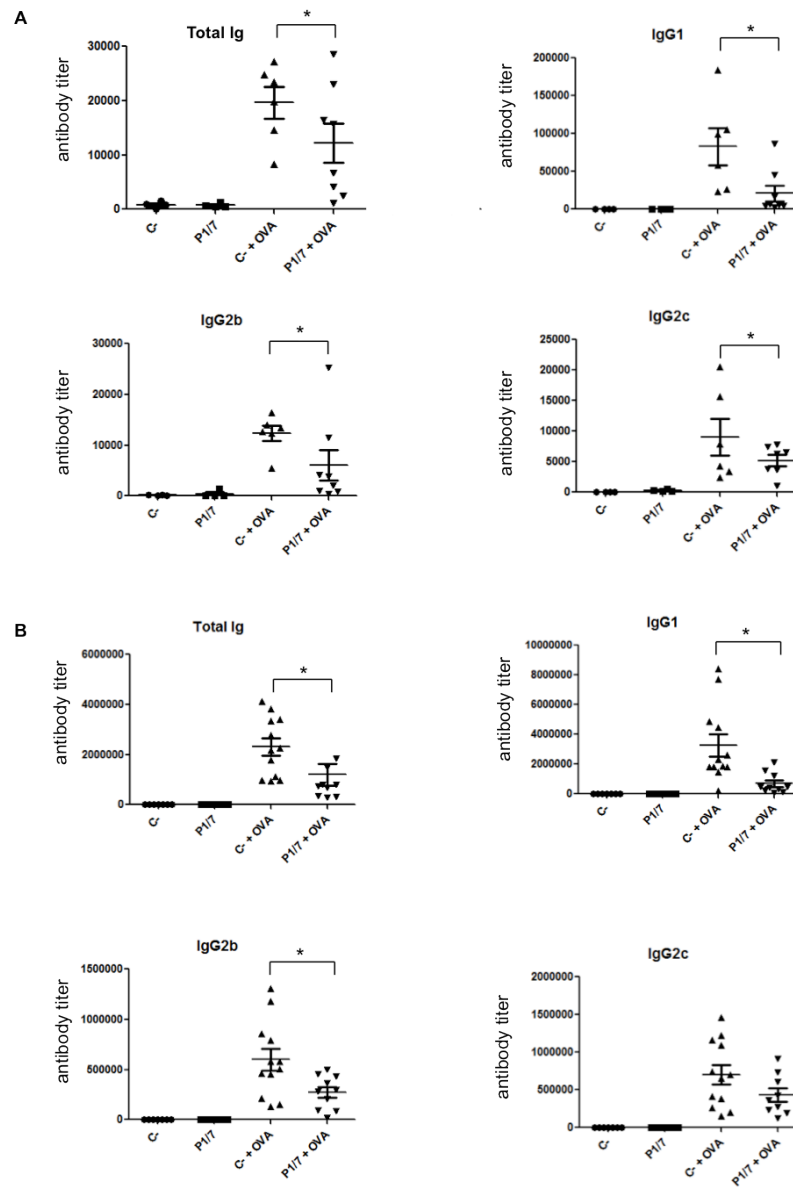 A
Total Ig
*
antibody titer
30000
20000
10000
0
C-
P1/7
C- + OVA
P1/7 + OVA
IgG1
*
antibody titer
200000
150000
100000
50000
0
C-
P1/7
C- + OVA
P1/7 + OVA
IgG2b
*
antibody titer
30000
20000
10000
0
C-
P1/7
C- + OVA
P1/7 + OVA
IgG2c
*
antibody titer
25000
20000
15000
10000
5000
0
C-
P1/7
C- + OVA
P1/7 + OVA
B
Total Ig
*
antibody titer
6000000
4000000
2000000
0
C-
P1/7
C- + OVA
P1/7 + OVA
IgG1
*
antibody titer
10000000
8000000
6000000
4000000
2000000
0
C-
P1/7
C- + OVA
P1/7 + OVA
IgG2b
*
antibody titer
1500000
1000000
500000
0
C-
P1/7
C- + OVA
P1/7 + OVA
IgG2c
antibody titer
2000000
1500000
1000000
500000
0
C-
P1/7
C- + OVA
P1/7 + OVA